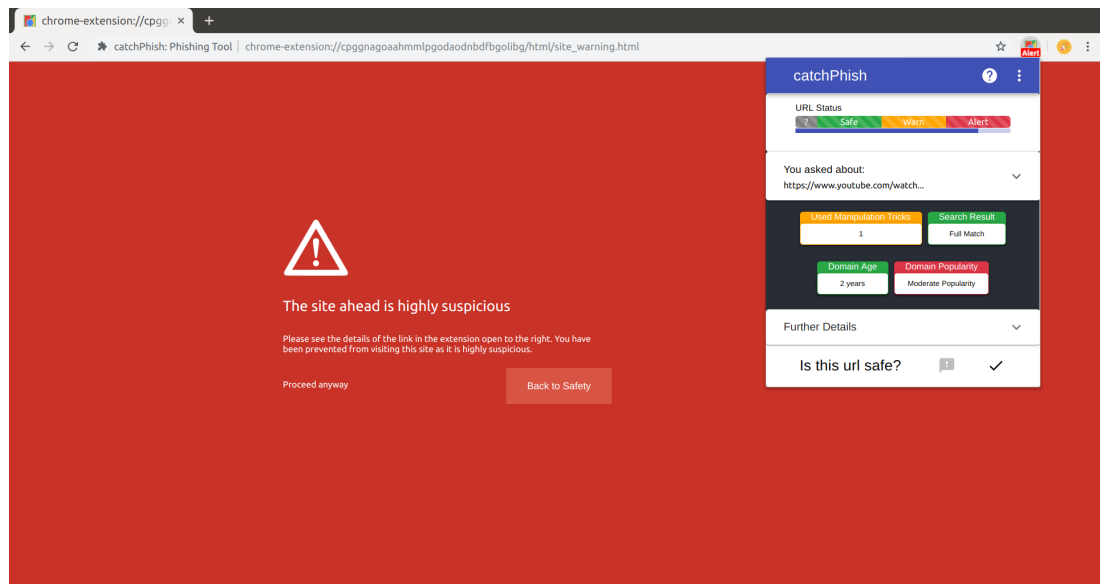 chrome-extension://cpgg
catchPhish: Phishing Tool | chrome-extension://cpggnagoaahmmlpgodaodnbdfbgolibg/html/site_warning.html
Alert
catchPhish
URL Status
? Safe Warn Alert
You asked about:
https://www.youtube.com/watch...
Used Manipulation Tricks Search Result
1 Full Match
Domain Age Domain Popularity
2 years Moderate Popularity
Further Details
Is this url safe?
The site ahead is highly suspicious
Please see the details of the link in the extension open to the right. You have
been prevented from visiting this site as it is highly suspicious.
Proceed anyway Back to Safety